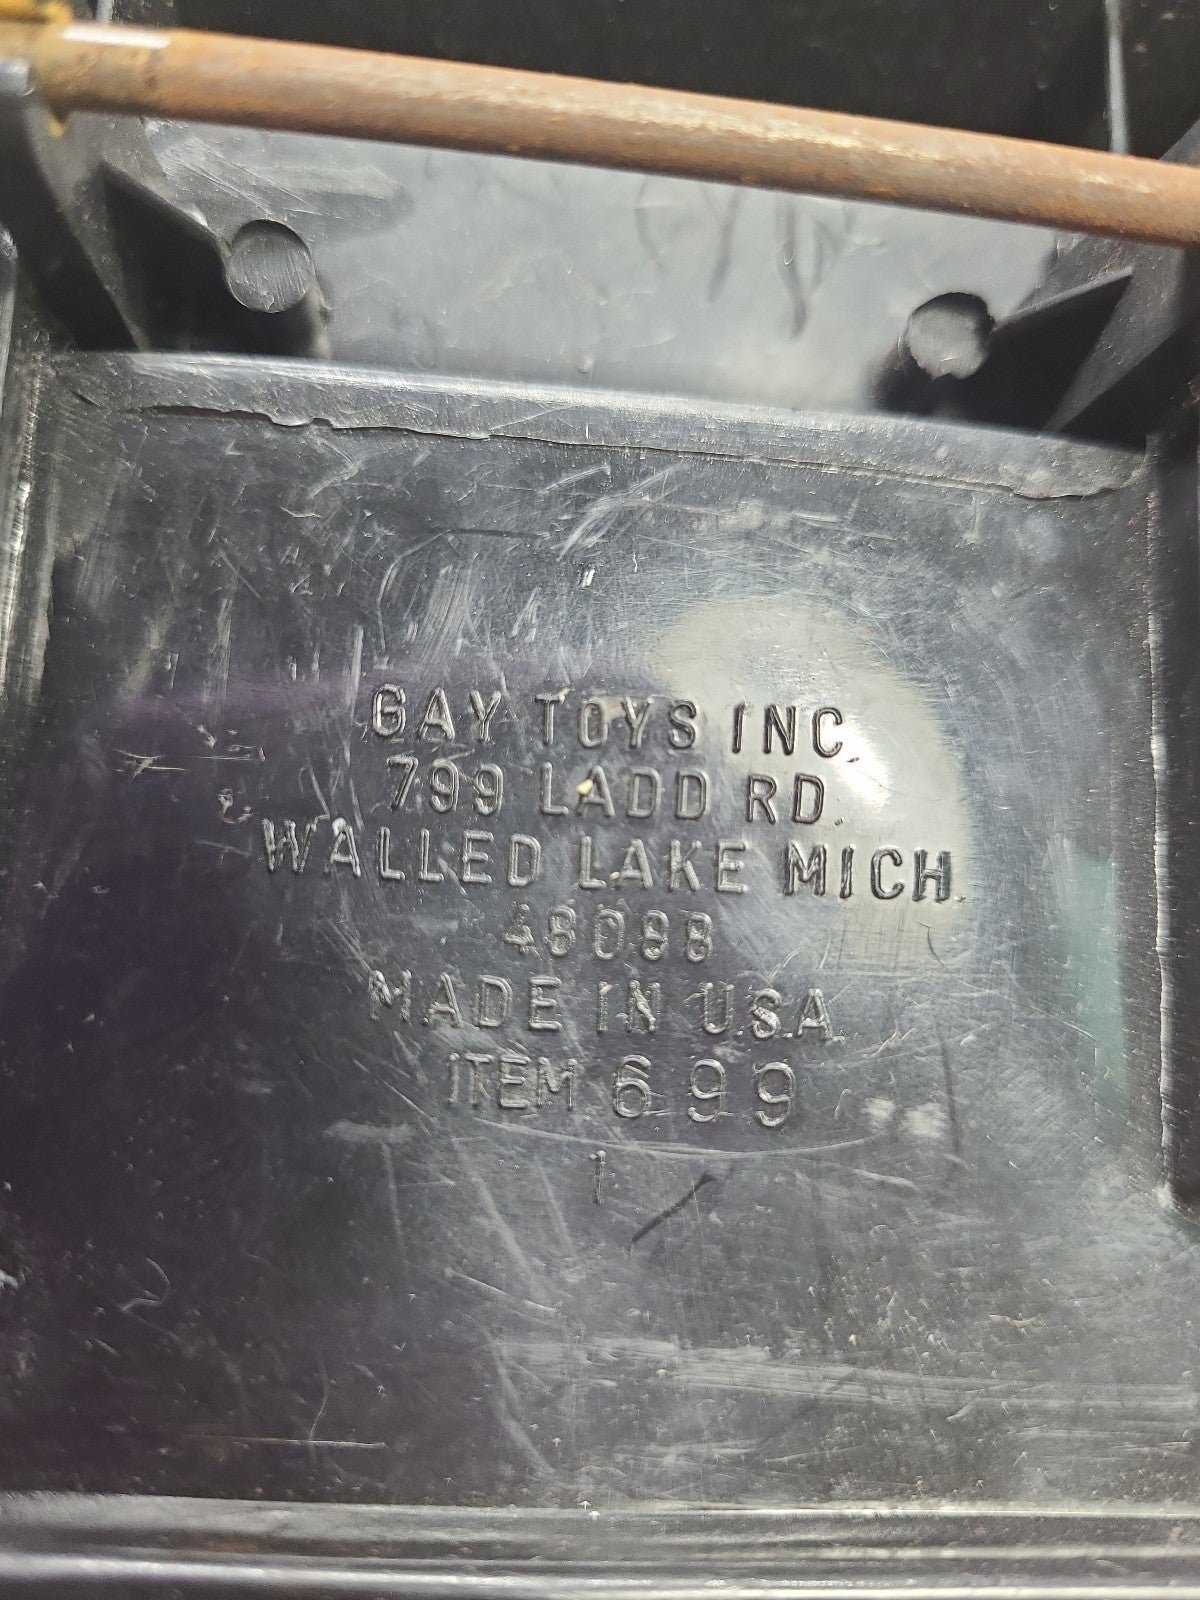 GAY TOYS INC.
799 LADD RD.
WALLED LAKE MICH.
48088
MADE IN U.S.A.
ITEM 699
1